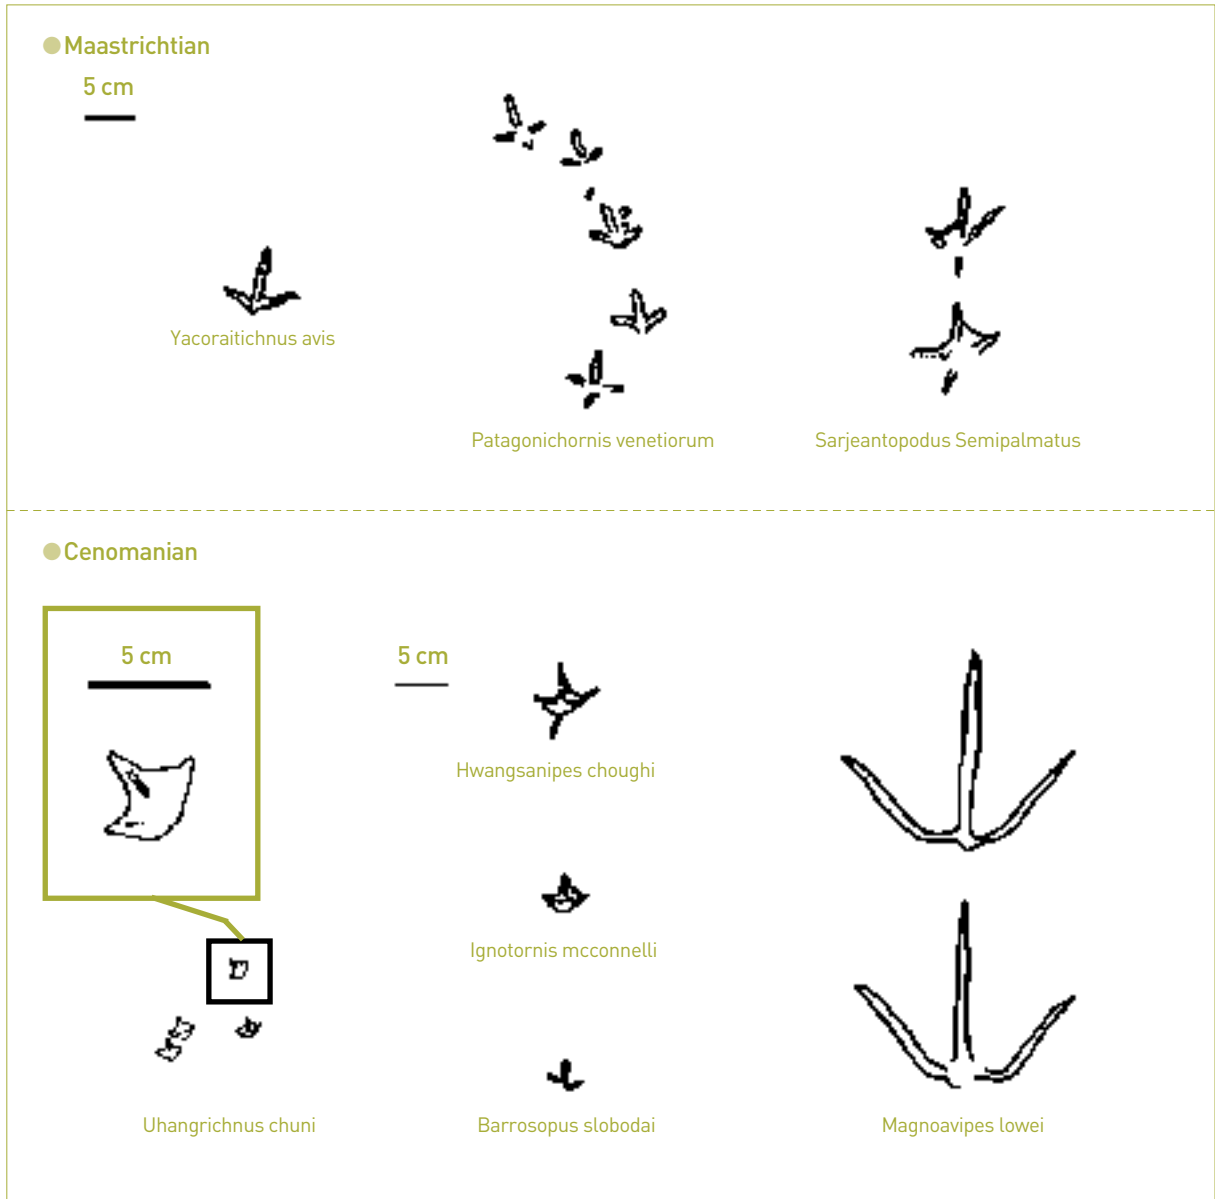 Maastrichtian
5 cm
Yacoraitichnus avis
Patagonichornis venetiorum
Sarjeantopodus Semipalmatus
Cenomanian
5 cm
5 cm
Hwangsanipes choughi
Ignotornis mcconnelli
Uhangrichnus chuni
Barrosopus slobodai
Magnoavipes lowei